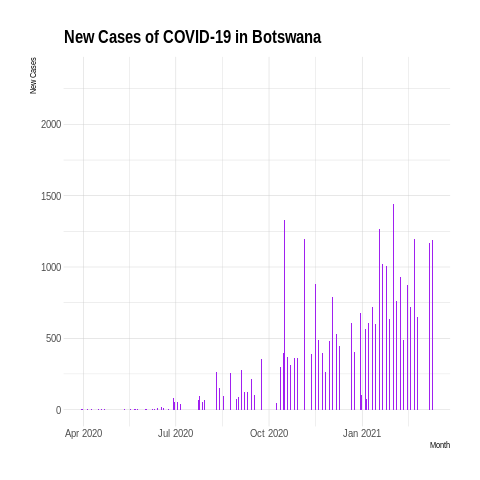 New Cases of COVID-19 in Botswana
New Cases
2000
1500
1000
500
0
Apr 2020 Jul 2020 Oct 2020 Jan 2021
Month